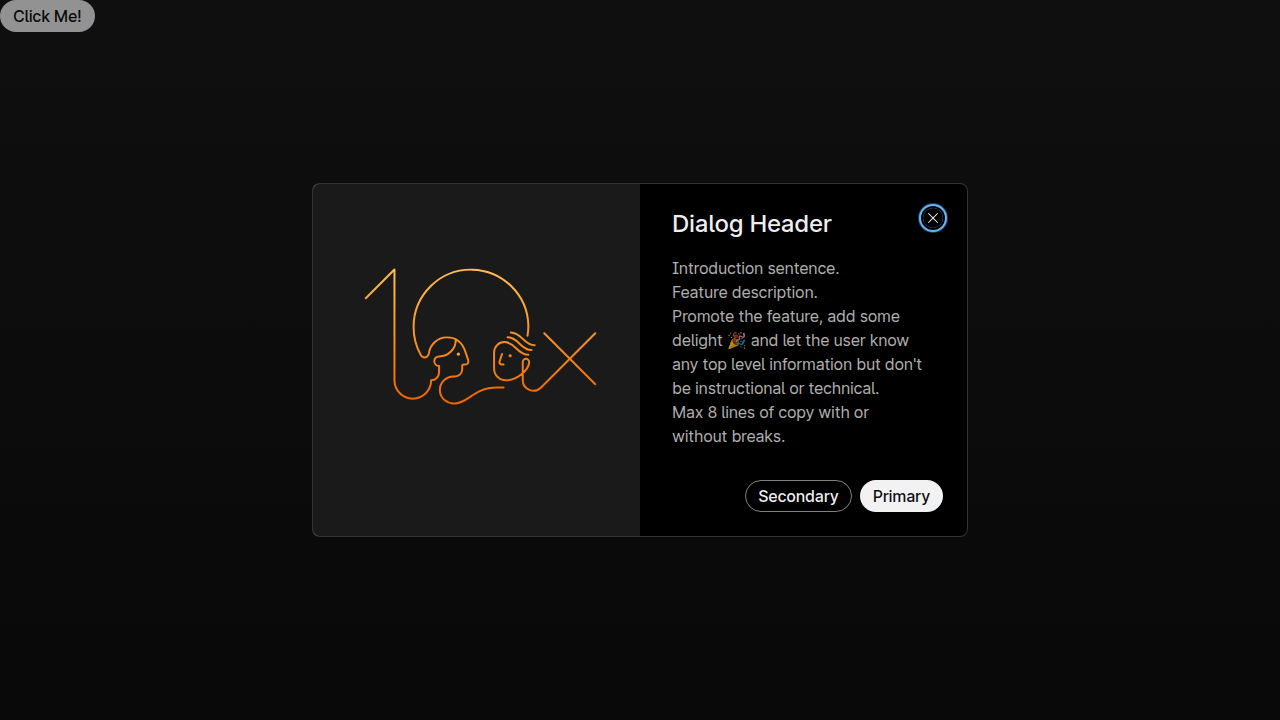 Click Me!
Dialog Header
Introduction sentence.
Feature description.
Promote the feature, add some
delight 🎉 and let the user know
any top level information but don't
be instructional or technical.
Max 8 lines of copy with or
without breaks.
Secondary
Primary